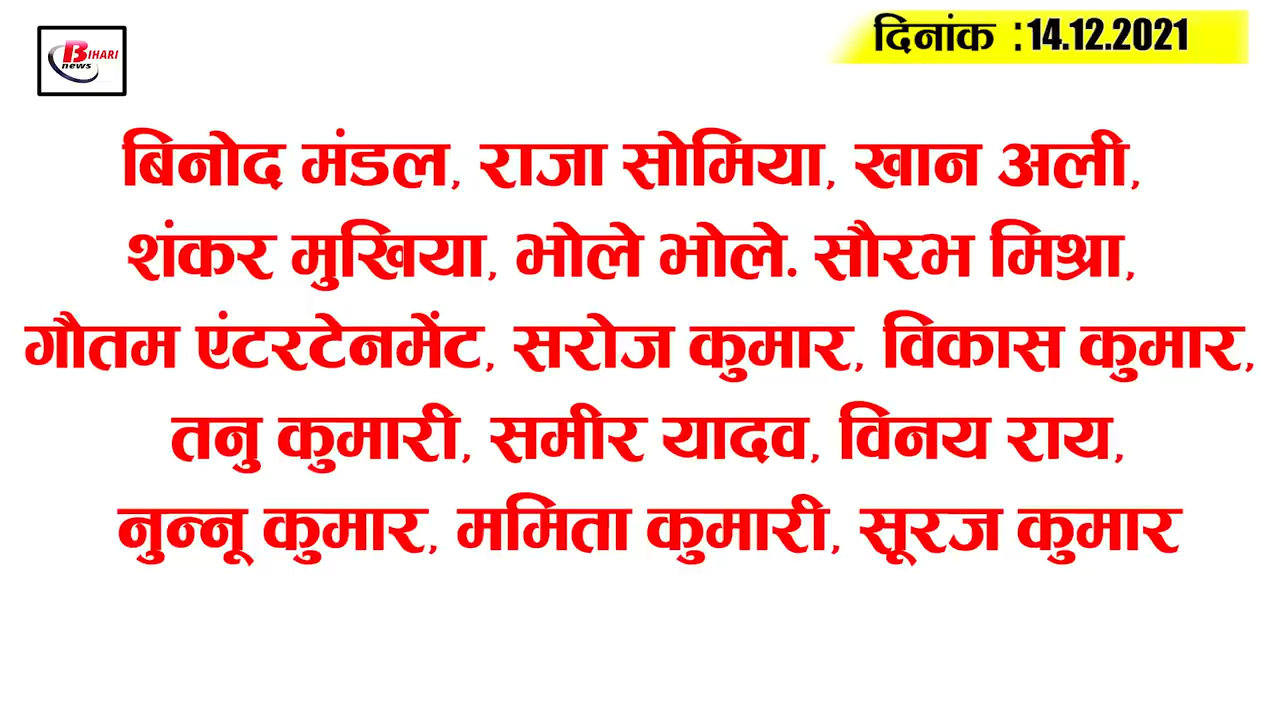 BIHARI
news
दिनांक :14.12.2021
बिनोद मंडल, राजा सोमिया, खान अली,
शंकर मुखिया, भोले भोले. सौरभ मिश्रा,
गौतम एंटरटेनमेंट, सरोज कुमार, विकास कुमार,
तनु कुमारी, समीर यादव, विनय राय,
नुन्नू कुमार, ममिता कुमारी, सूरज कुमार